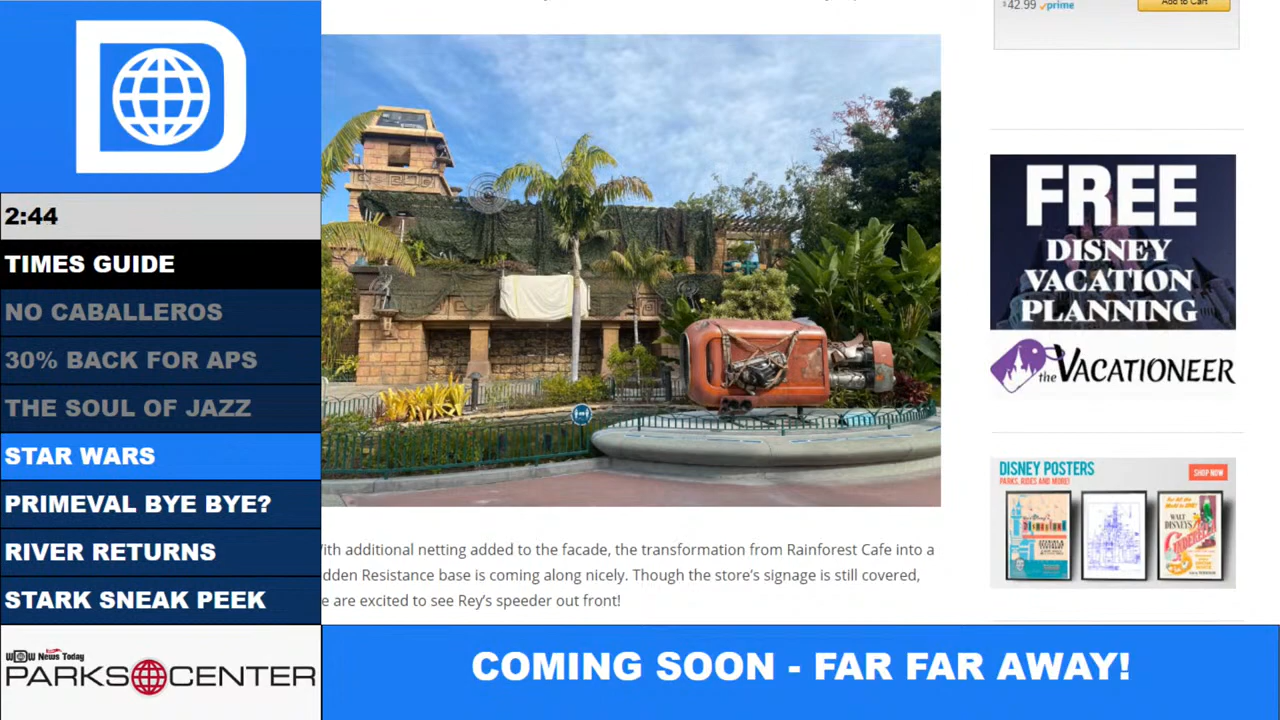 $42.99 prime
Add to Cart
2:44
TIMES GUIDE
NO CABALLEROS
30% BACK FOR APS
THE SOUL OF JAZZ
STAR WARS
PRIMEVAL BYE BYE?
RIVER RETURNS
STARK SNEAK PEEK
WDW News Today
PARKS CENTER
ith additional netting added to the facade, the transformation from Rainforest Cafe into a
dden Resistance base is coming along nicely. Though the store's signage is still covered,
e are excited to see Rey's speeder out front!
FREE
DISNEY
VACATION
PLANNING
the VACATIONEER
DISNEY POSTERS
PARKS, RIDES AND MORE!
SHOP NOW
WALT
DISNEY'S
Cinderella
COMING SOON - FAR FAR AWAY!